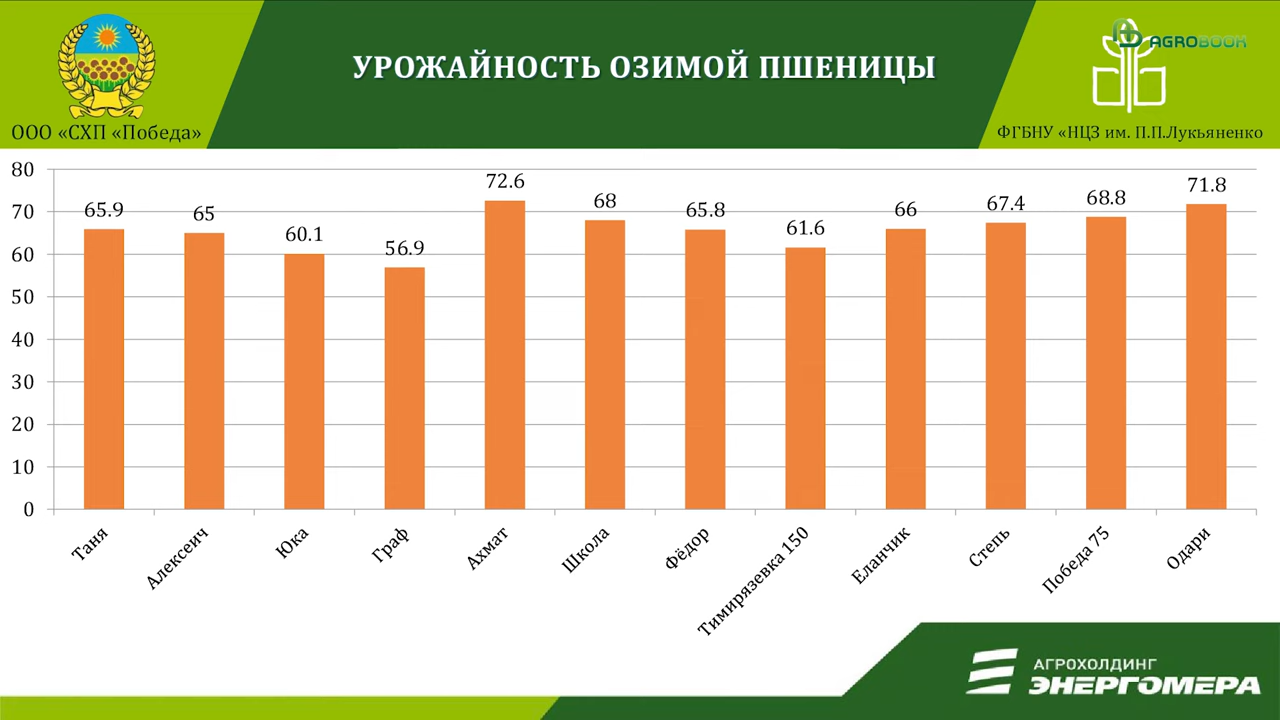 УРОЖАЙНОСТЬ ОЗИМОЙ ПШЕНИЦЫ
AGROBOOK
ООО «СХП «Победа»
ФГБНУ «НЦЗ им. П.П.Лукьяненко
80
70
60
50
40
30
20
10
0
65.9
65
60.1
56.9
72.6
68
65.8
61.6
66
67.4
68.8
71.8
Таня
Алексеич
Юка
Граф
Ахмат
Школа
Фёдор
Тимирязевка 150
Еланчик
Степь
Победа 75
Одари
АГРОХОЛДИНГ
ЭНЕРГОМЕРА